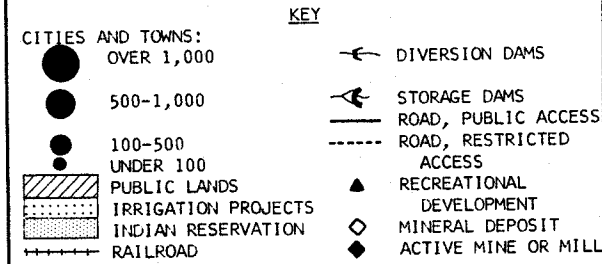 KEY
CITIES AND TOWNS:
OVER 1,000
500-1,000
100-500
UNDER 100
PUBLIC LANDS
IRRIGATION PROJECTS
INDIAN RESERVATION
RAILROAD
DIVERSION DAMS
STORAGE DAMS
ROAD, PUBLIC ACCESS
ROAD, RESTRICTED
ACCESS
RECREATIONAL
DEVELOPMENT
MINERAL DEPOSIT
ACTIVE MINE OR MILL